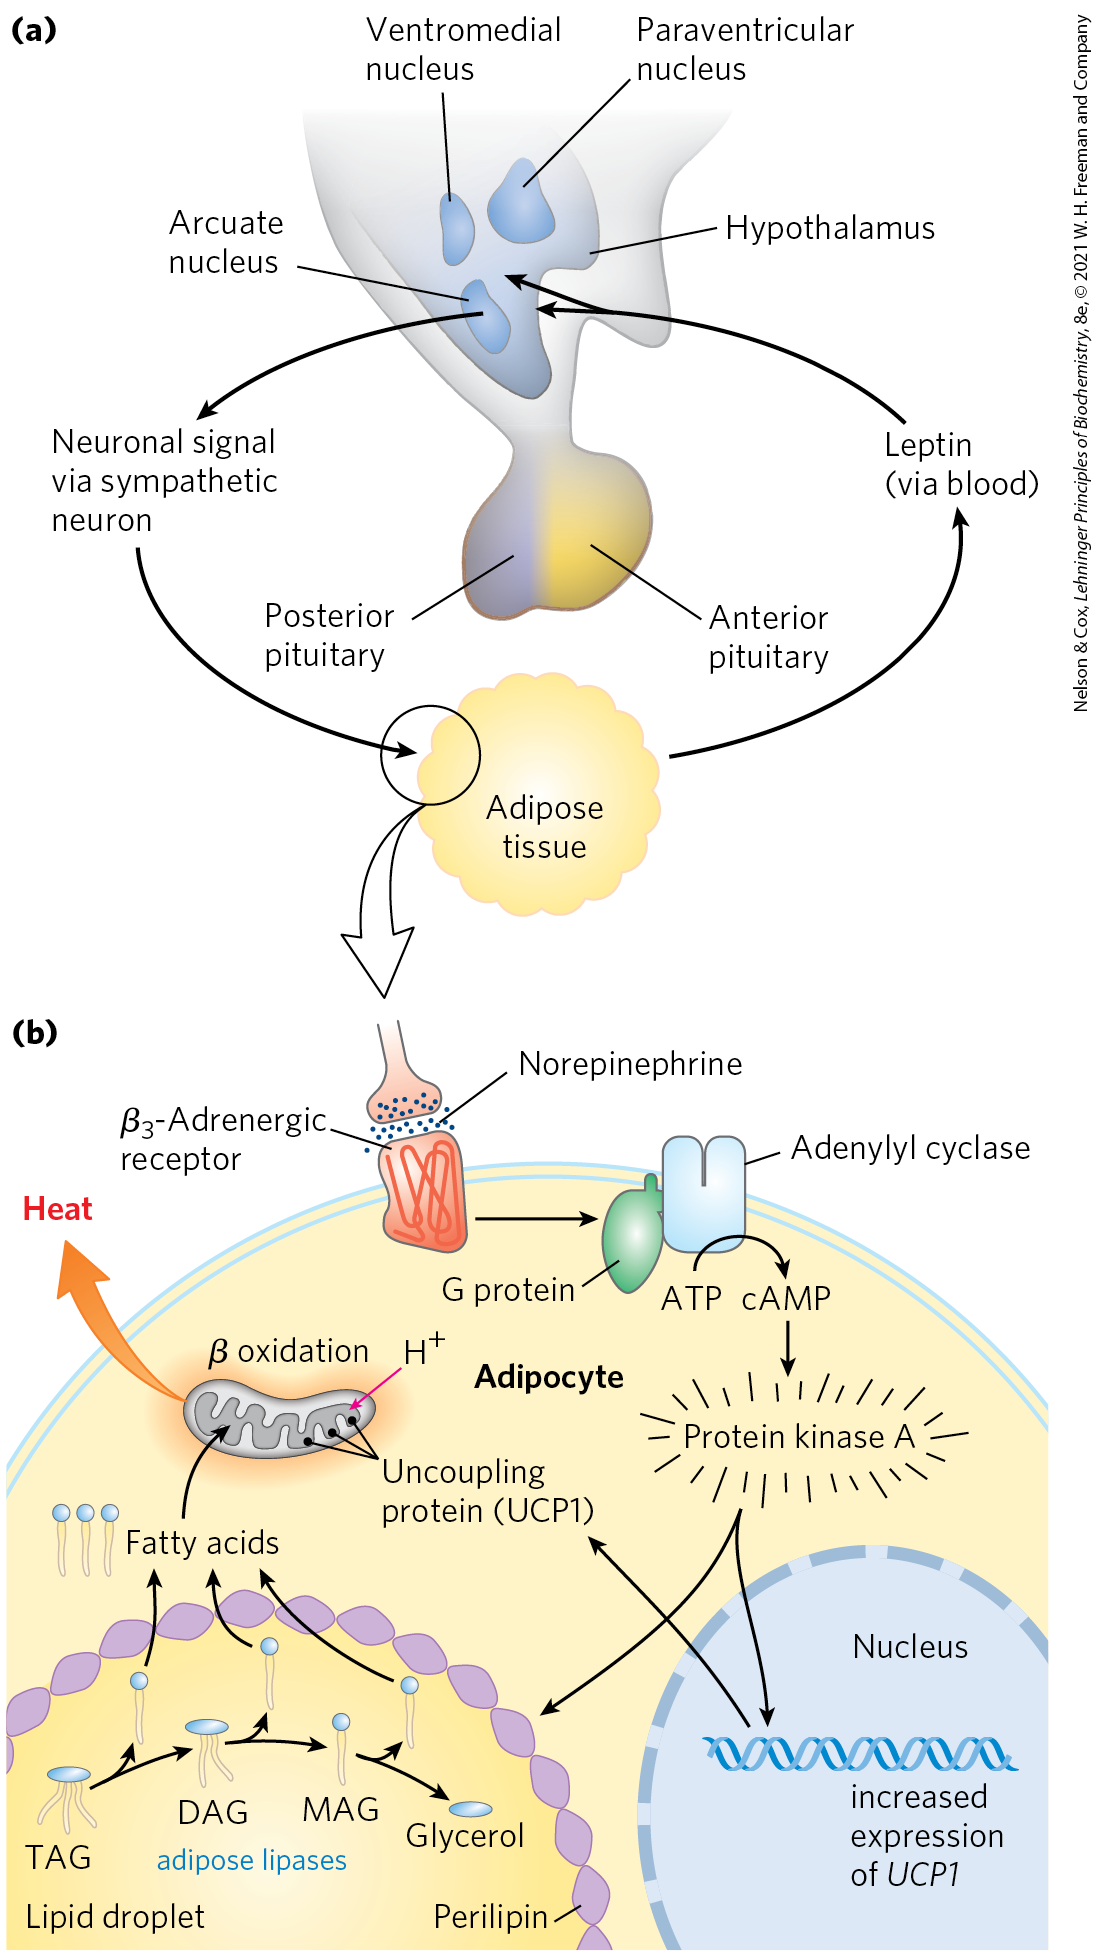 (a)
Ventromedial
nucleus
Paraventricular
nucleus
Arcuate
nucleus
Hypothalamus
Neuronal signal
via sympathetic
neuron
Leptin
(via blood)
Posterior
pituitary
Anterior
pituitary
Adipose
tissue
Nelson & Cox, Lehninger Principles of Biochemistry, 8e, © 2021 W. H. Freeman and Company
(b)
Norepinephrine
β₃-Adrenergic
receptor
Adenylyl cyclase
Heat
G protein
ATP cAMP
β oxidation
H⁺
Adipocyte
Protein kinase A
Uncoupling
protein (UCP1)
Fatty acids
Nucleus
increased
expression
of UCP1
TAG
DAG
MAG
Glycerol
adipose lipases
Lipid droplet
Perilipin